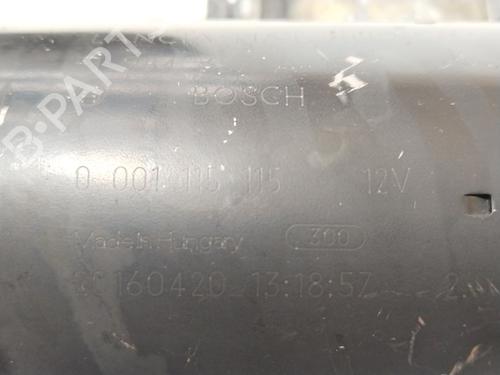 B-PARTS
BOSCH
0 001 115 115 12V
Made in Hungary 300
160420 13:18:57